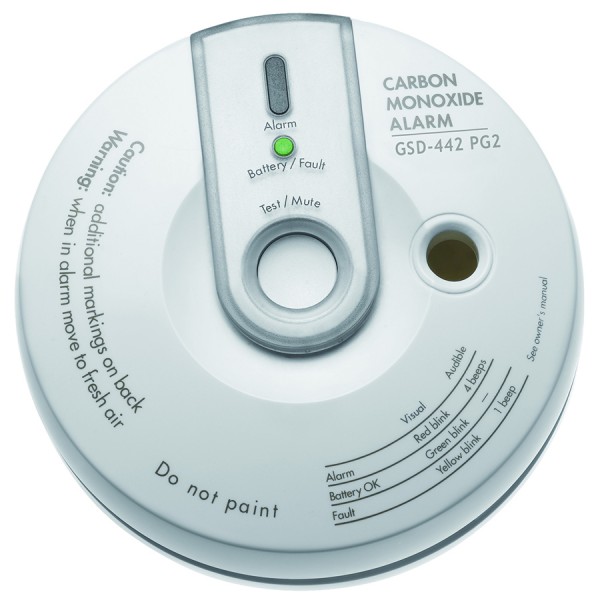 CARBON
MONOXIDE
ALARM
GSD-442 PG2
Alarm
Battery / Fault
Test / Mute
Caution: additional markings on back
Warning: when in alarm move to fresh air
Do not paint
Visual Audible
Alarm Red blink 4 beeps
Battery OK Green blink –
Fault Yellow blink 1 beep
See owner's manual